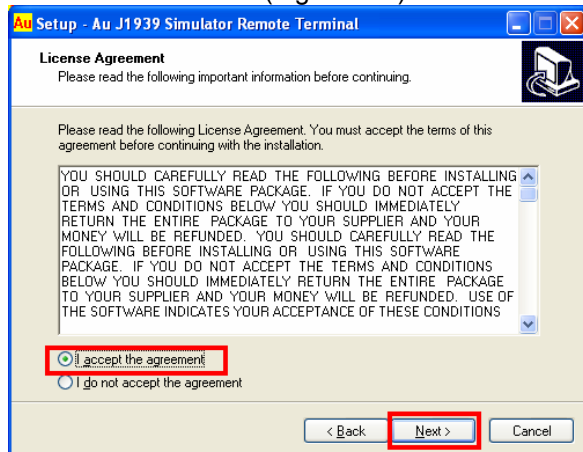 Au Setup - Au J1939 Simulator Remote Terminal
License Agreement
Please read the following important information before continuing.
Please read the following License Agreement. You must accept the terms of this
agreement before continuing with the installation.
YOU SHOULD CAREFULLY READ THE FOLLOWING BEFORE INSTALLING
OR USING THIS SOFTWARE PACKAGE. IF YOU DO NOT ACCEPT THE
TERMS AND CONDITIONS BELOW YOU SHOULD IMMEDIATELY
RETURN THE ENTIRE PACKAGE TO YOUR SUPPLIER AND YOUR
MONEY WILL BE REFUNDED. YOU SHOULD CAREFULLY READ THE
FOLLOWING BEFORE INSTALLING OR USING THIS SOFTWARE
PACKAGE. IF YOU DO NOT ACCEPT THE TERMS AND CONDITIONS
BELOW YOU SHOULD IMMEDIATELY RETURN THE ENTIRE PACKAGE
TO YOUR SUPPLIER AND YOUR MONEY WILL BE REFUNDED. USE OF
THE SOFTWARE INDICATES YOUR ACCEPTANCE OF THESE CONDITIONS
I accept the agreement
I do not accept the agreement
< Back Next > Cancel